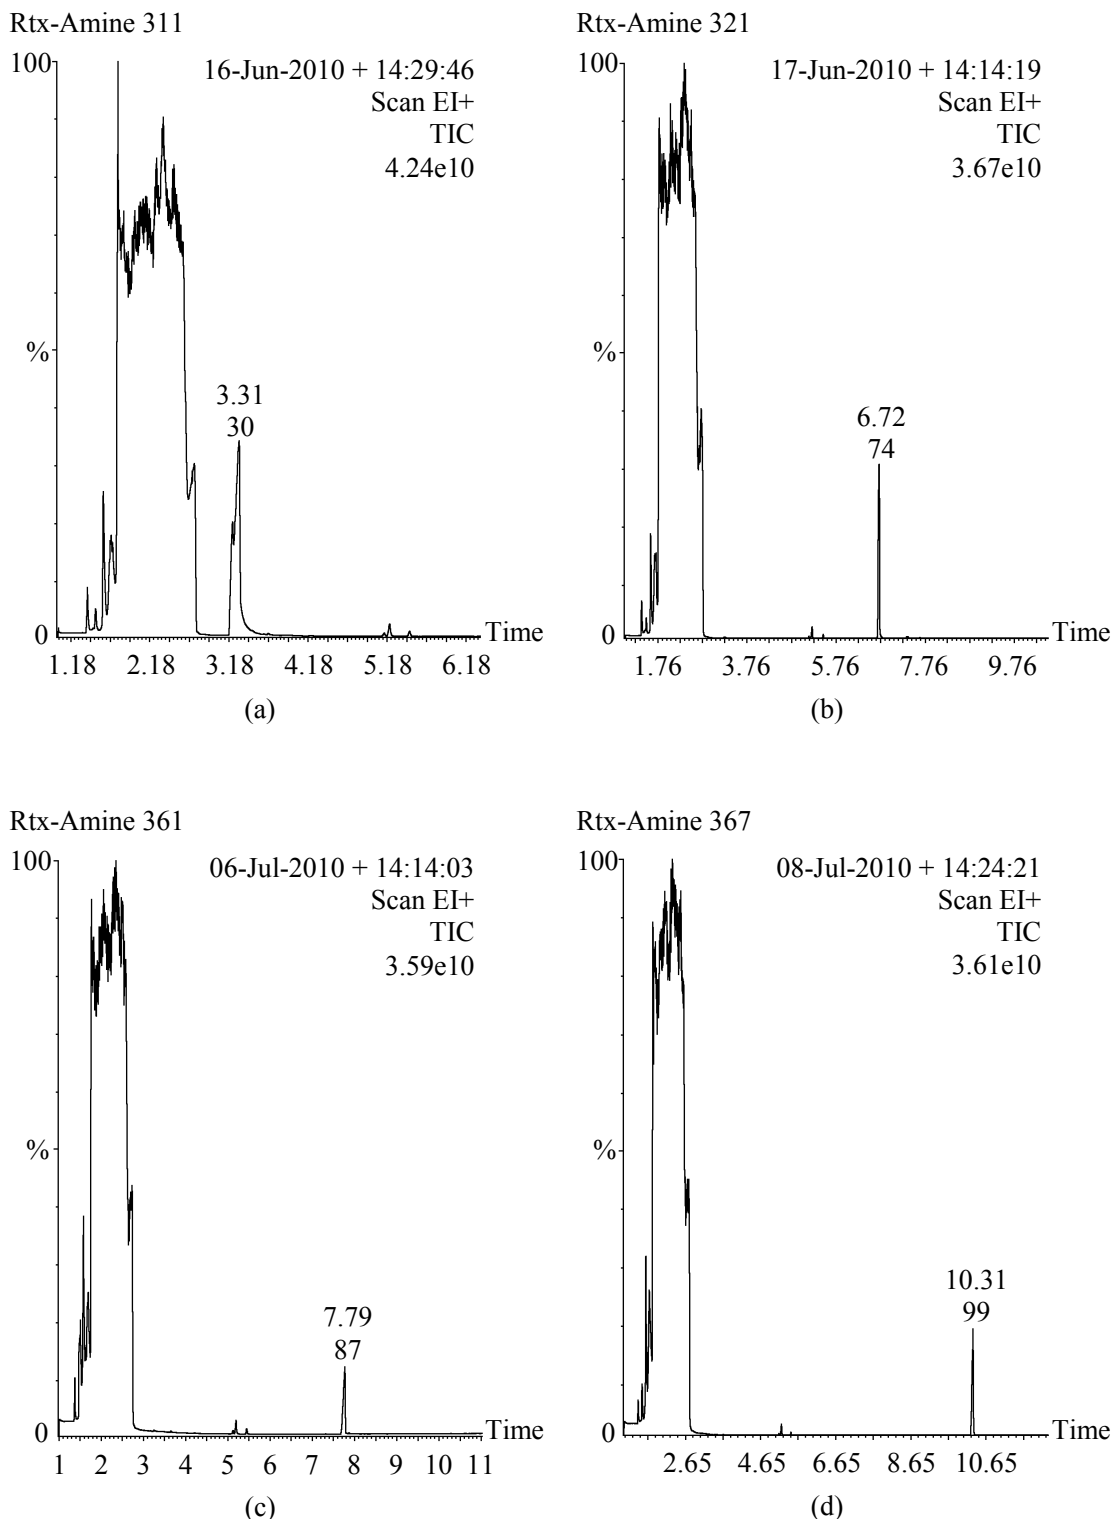 Rtx-Amine 311
100
16-Jun-2010 + 14:29:46
Scan EI+
TIC
4.24e10
%
3.31
30
0
Time
1.18 2.18 3.18 4.18 5.18 6.18
(a)
Rtx-Amine 321
100
17-Jun-2010 + 14:14:19
Scan EI+
TIC
3.67e10
%
6.72
74
0
Time
1.76 3.76 5.76 7.76 9.76
(b)
Rtx-Amine 361
100
06-Jul-2010 + 14:14:03
Scan EI+
TIC
3.59e10
%
7.79
87
0
Time
1 2 3 4 5 6 7 8 9 10 11
(c)
Rtx-Amine 367
100
08-Jul-2010 + 14:24:21
Scan EI+
TIC
3.61e10
%
10.31
99
0
Time
2.65 4.65 6.65 8.65 10.65
(d)